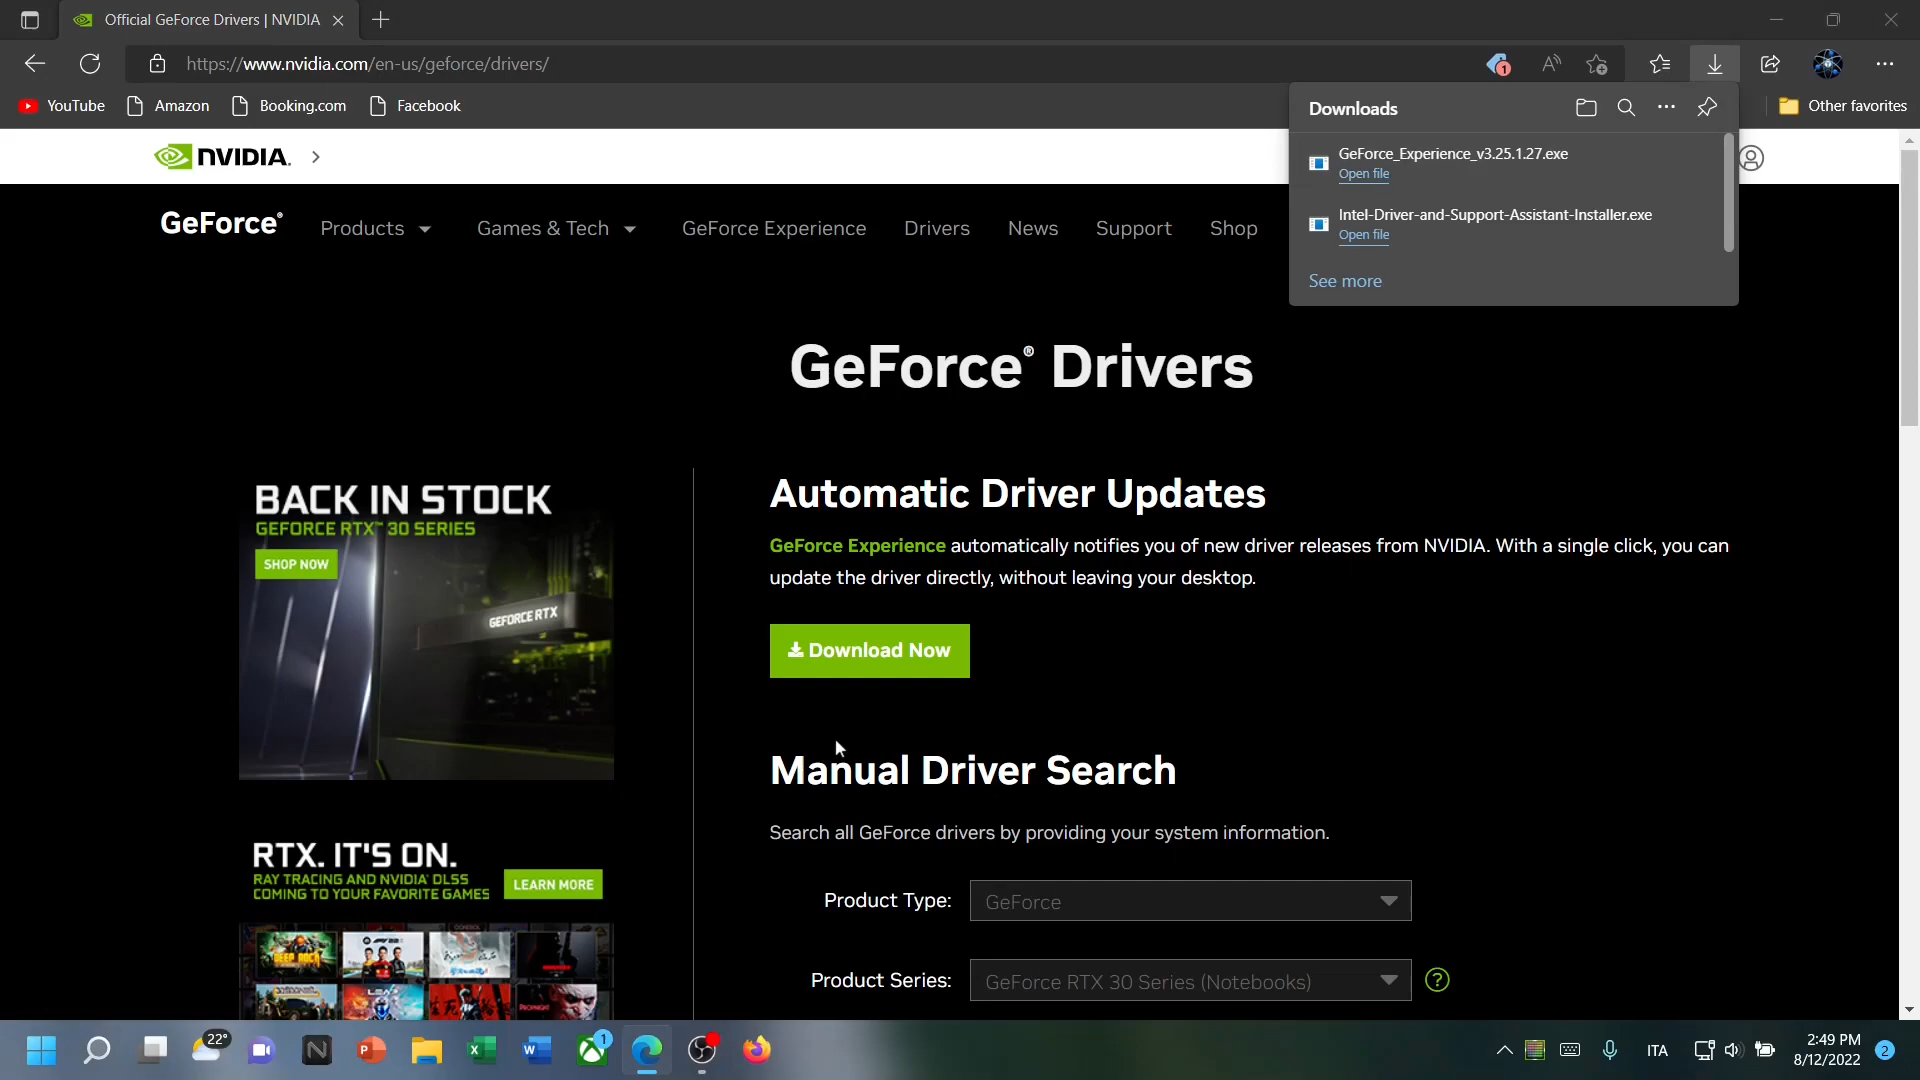 Official GeForce Drivers | NVIDIA
https://www.nvidia.com/en-us/geforce/drivers/
1
YouTube
Amazon
Booking.com
Facebook
Other favorites
Downloads
GeForce_Experience_v3.25.1.27.exe
Open file
Intel-Driver-and-Support-Assistant-Installer.exe
Open file
See more
NVIDIA.
GeForce®
Products
Games & Tech
GeForce Experience
Drivers
News
Support
Shop
GeForce® Drivers
BACK IN STOCK
GEFORCE RTX™ 30 SERIES
SHOP NOW
GEFORCE RTX
RTX. IT'S ON.
RAY TRACING AND NVIDIA® DLSS
COMING TO YOUR FAVORITE GAMES
LEARN MORE
Automatic Driver Updates
GeForce Experience automatically notifies you of new driver releases from NVIDIA. With a single click, you can
update the driver directly, without leaving your desktop.
Download Now
Manual Driver Search
Search all GeForce drivers by providing your system information.
Product Type:
GeForce
Product Series:
GeForce RTX 30 Series (Notebooks)
?
22°
1
ITA
2:49 PM
8/12/2022
2